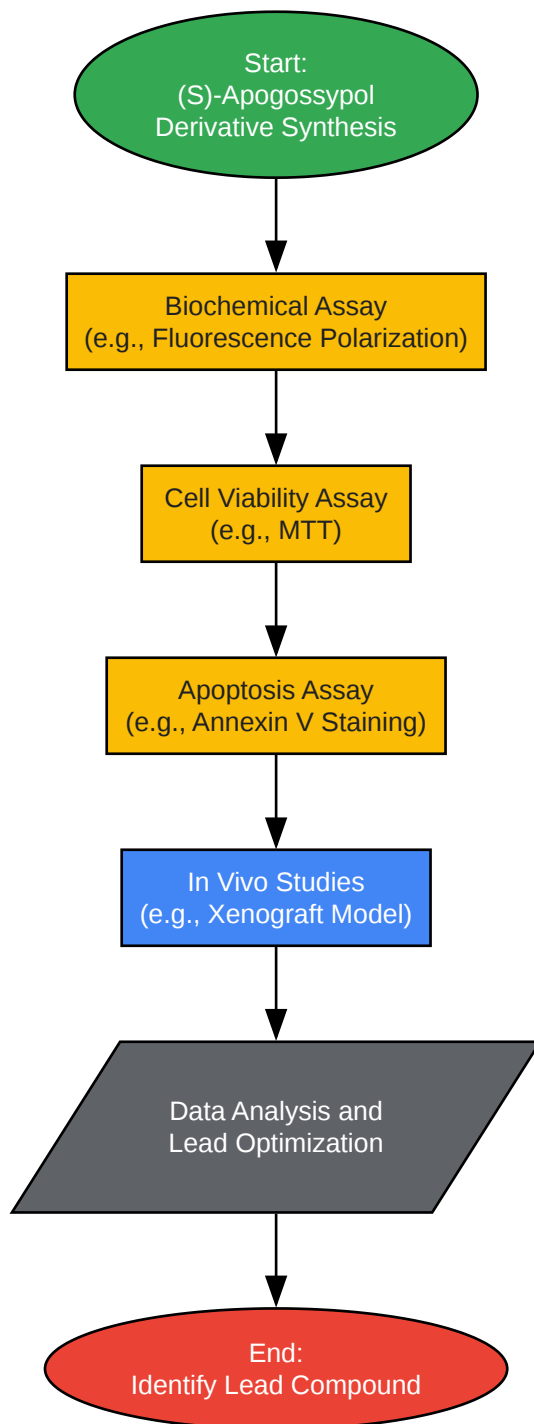 Start:
(S)-Apogossypol
Derivative Synthesis
Biochemical Assay
(e.g., Fluorescence Polarization)
Cell Viability Assay
(e.g., MTT)
Apoptosis Assay
(e.g., Annexin V Staining)
In Vivo Studies
(e.g., Xenograft Model)
Data Analysis and
Lead Optimization
End:
Identify Lead Compound